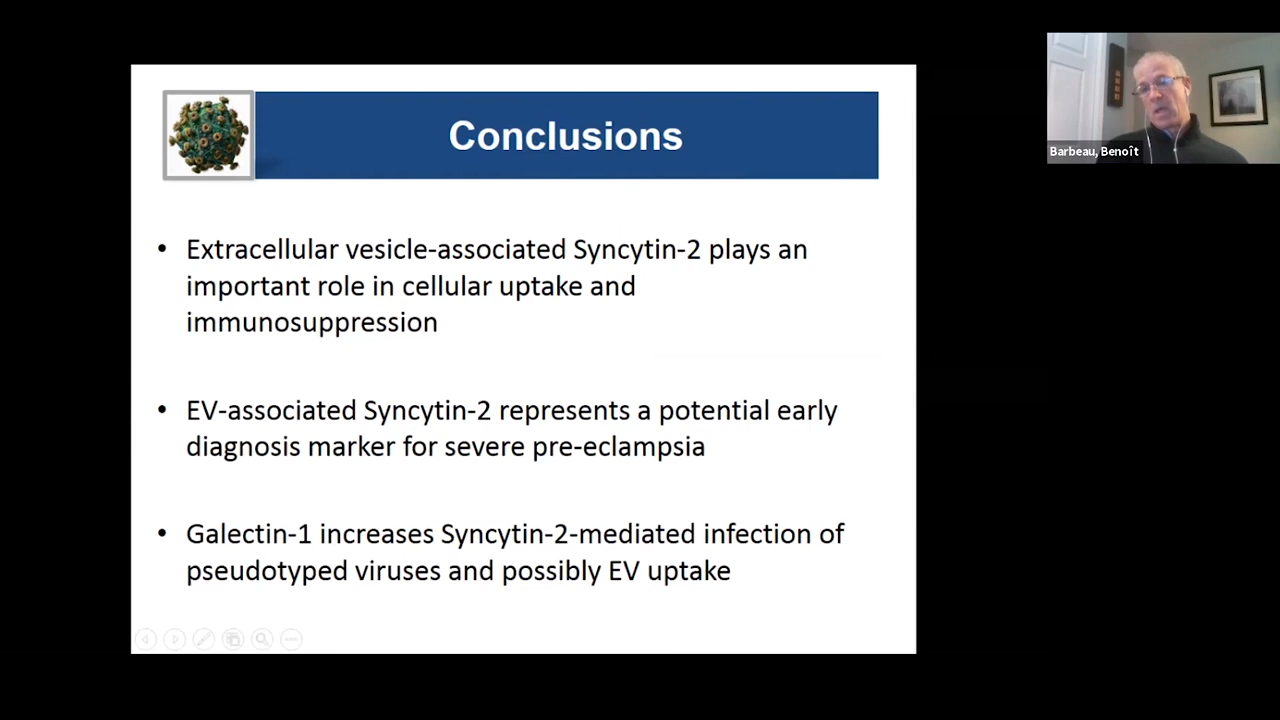 Conclusions
• Extracellular vesicle-associated Syncytin-2 plays an
important role in cellular uptake and
immunosuppression
• EV-associated Syncytin-2 represents a potential early
diagnosis marker for severe pre-eclampsia
• Galectin-1 increases Syncytin-2-mediated infection of
pseudotyped viruses and possibly EV uptake
Barbeau, Benoît